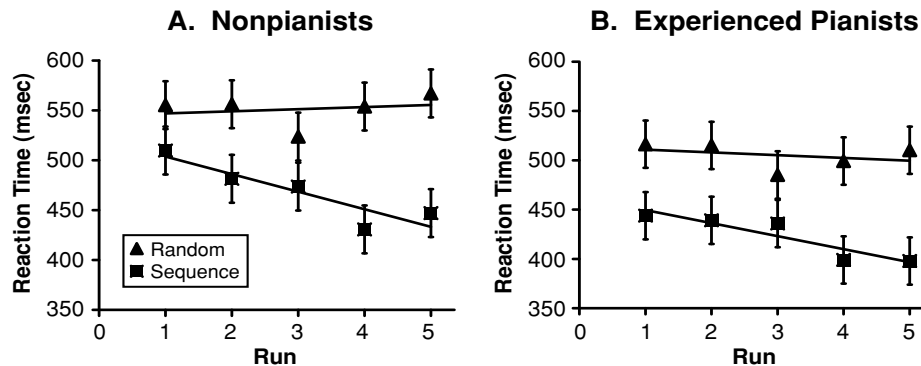 A. Nonpianists
Reaction Time (msec)
600
550
500
450
400
350
Random
Sequence
0 1 2 3 4 5
Run
B. Experienced Pianists
Reaction Time (msec)
600
550
500
450
400
350
0 1 2 3 4 5
Run